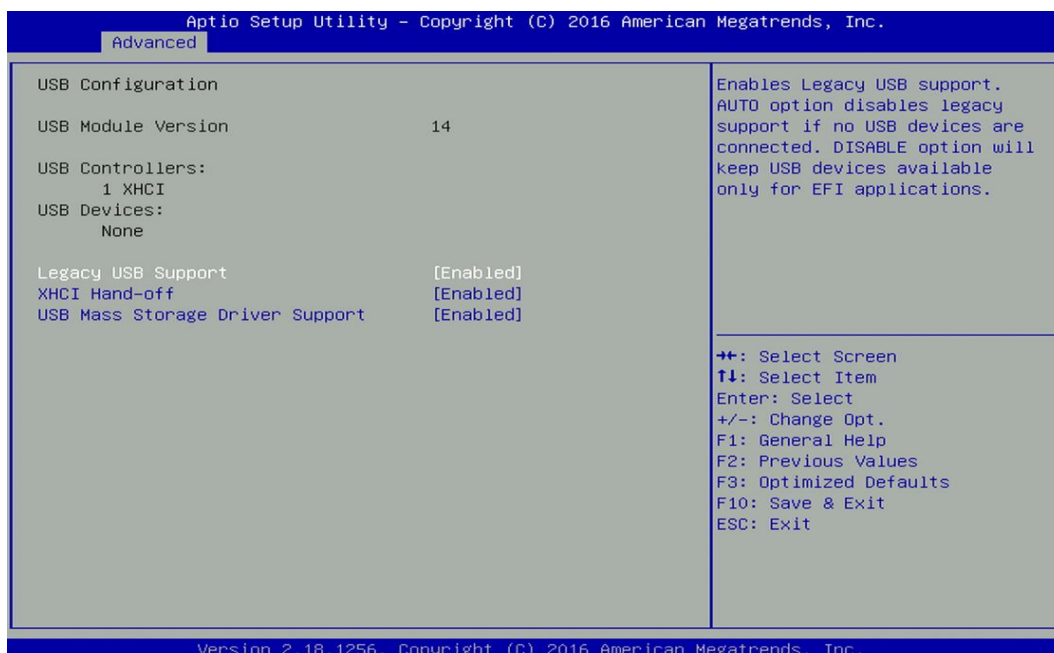 Aptio Setup Utility – Copyright (C) 2016 American Megatrends, Inc.
Advanced
USB Configuration
USB Module Version 14
USB Controllers:
1 XHCI
USB Devices:
None
Legacy USB Support [Enabled]
XHCI Hand-off [Enabled]
USB Mass Storage Driver Support [Enabled]
Enables Legacy USB support.
AUTO option disables legacy
support if no USB devices are
connected. DISABLE option will
keep USB devices available
only for EFI applications.
→←: Select Screen
↑↓: Select Item
Enter: Select
+/-: Change Opt.
F1: General Help
F2: Previous Values
F3: Optimized Defaults
F10: Save & Exit
ESC: Exit
Version 2.18.1256. Copyright (C) 2016 American Megatrends, Inc.